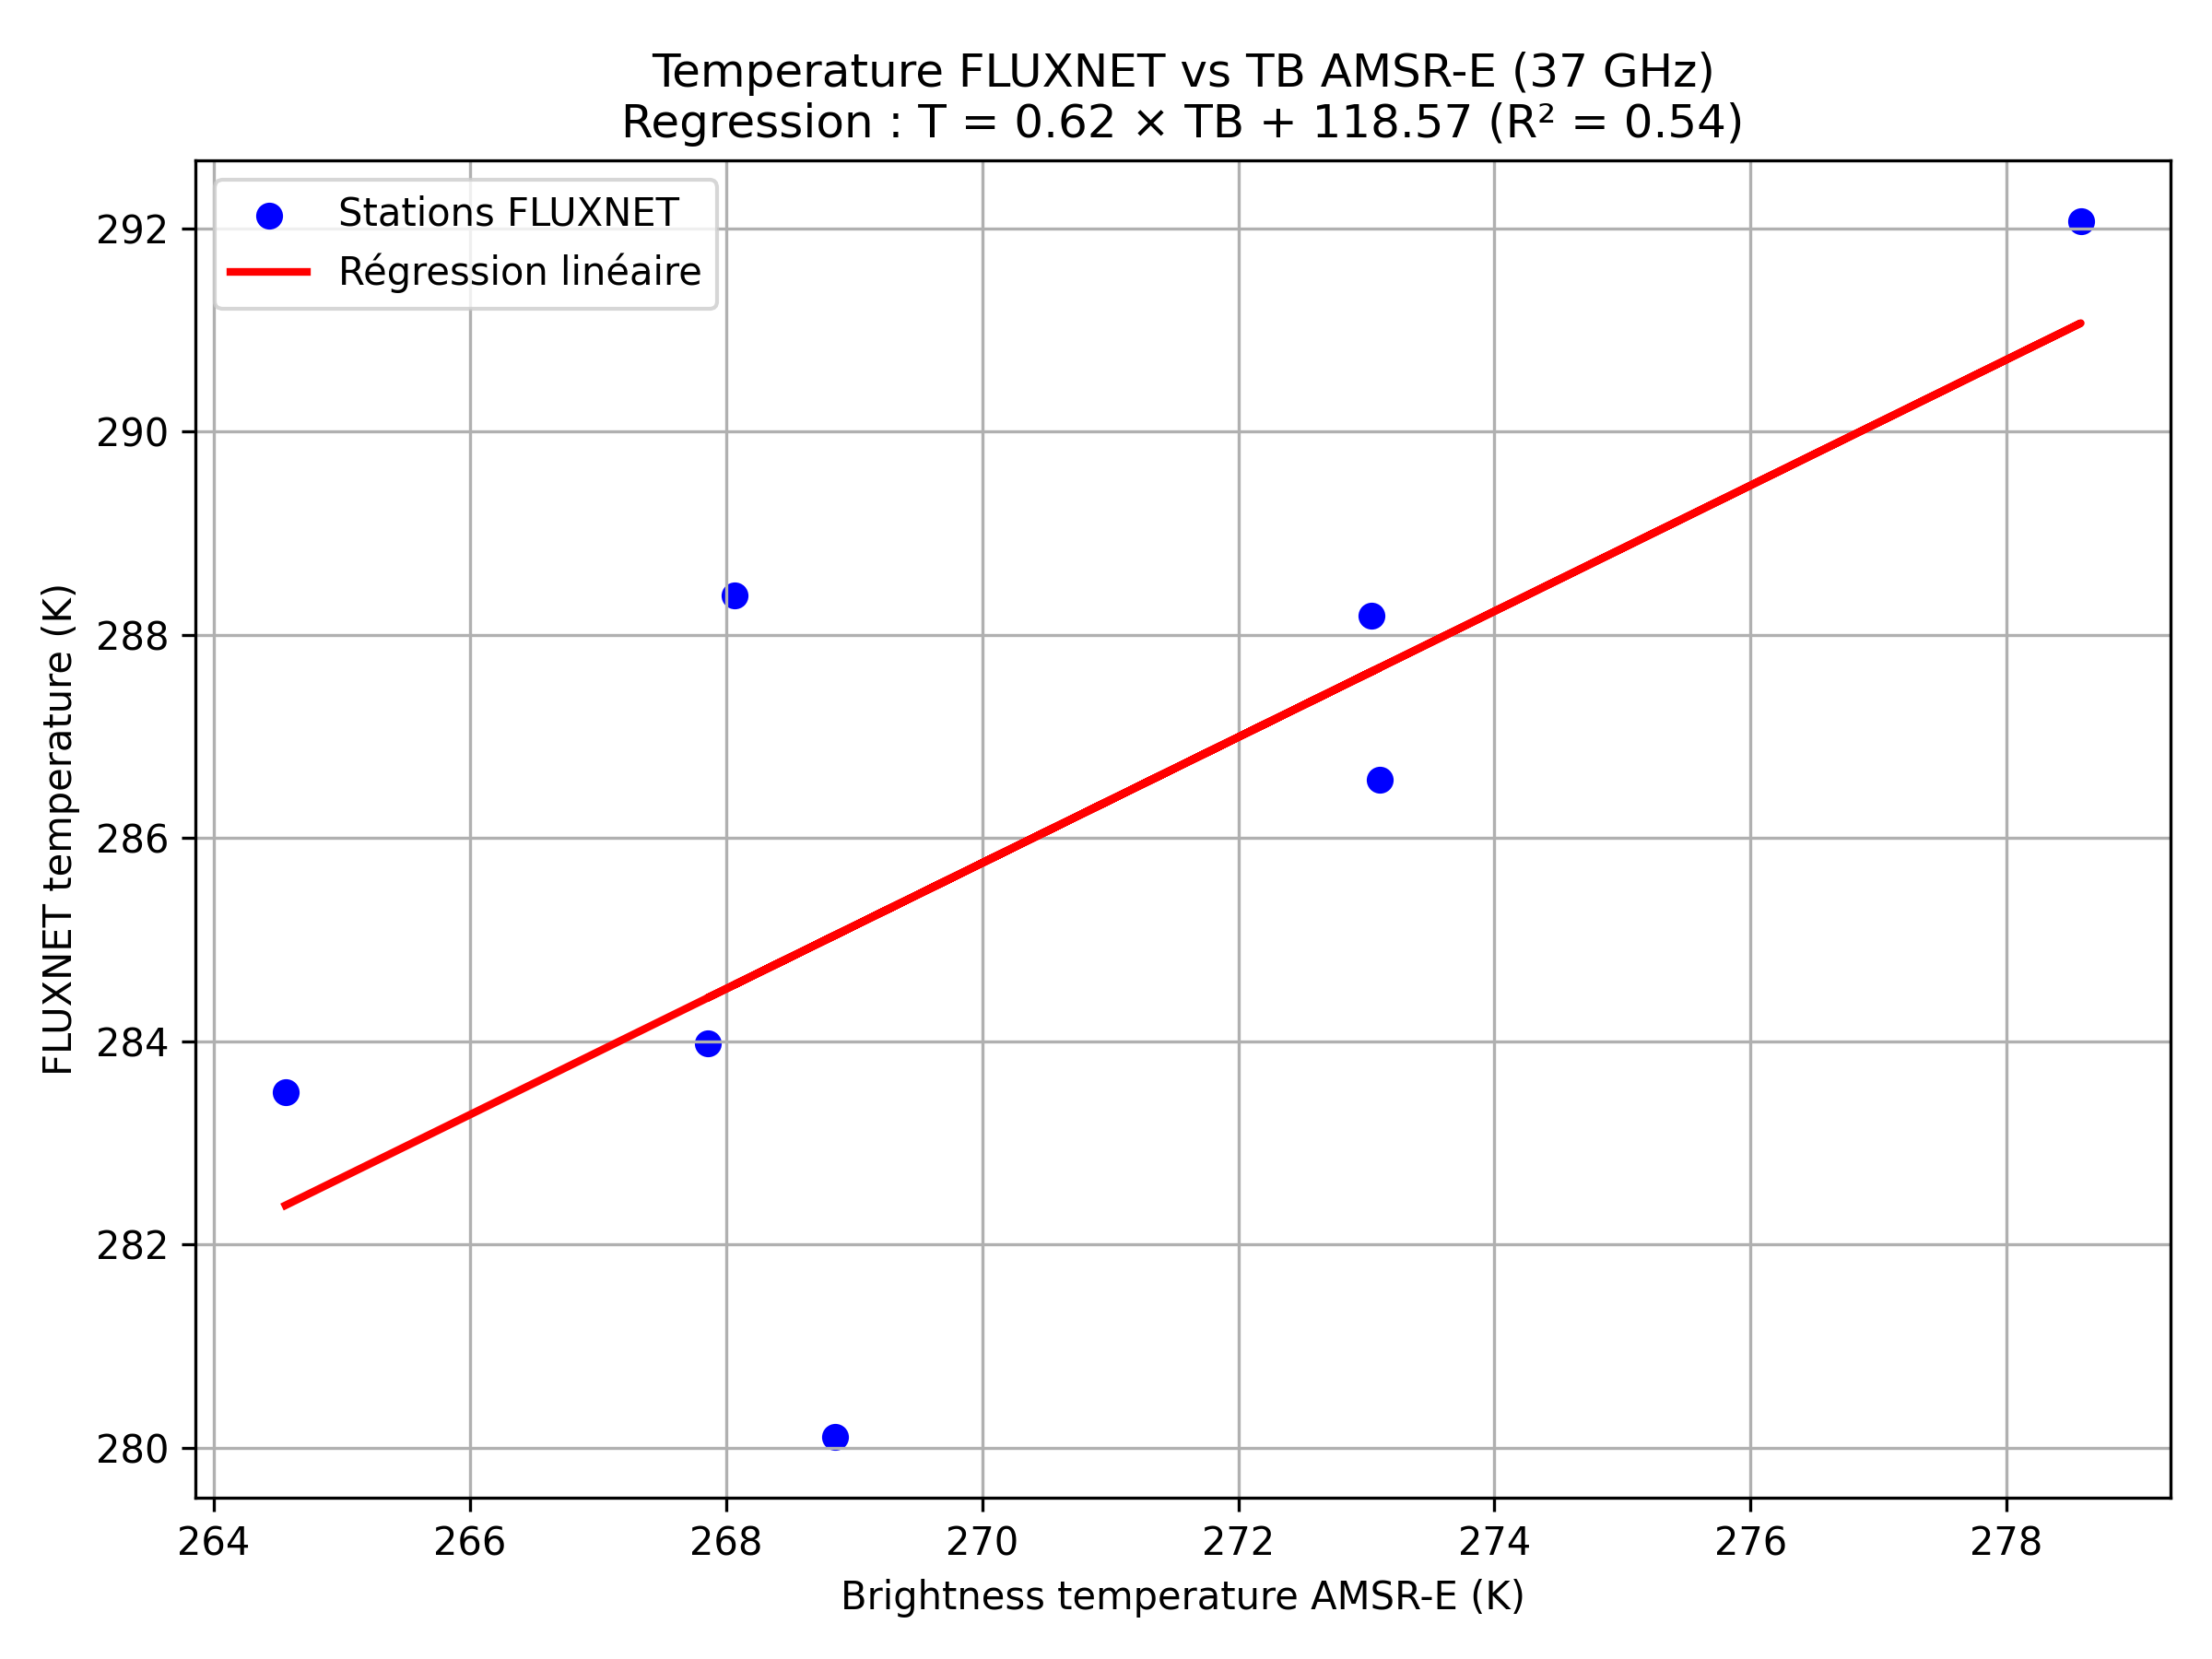 Temperature FLUXNET vs TB AMSR-E (37 GHz)
Regression : T = 0.62 × TB + 118.57 (R² = 0.54)
Stations FLUXNET
Régression linéaire
292
290
288
286
284
282
280
FLUXNET temperature (K)
264 266 268 270 272 274 276 278
Brightness temperature AMSR-E (K)